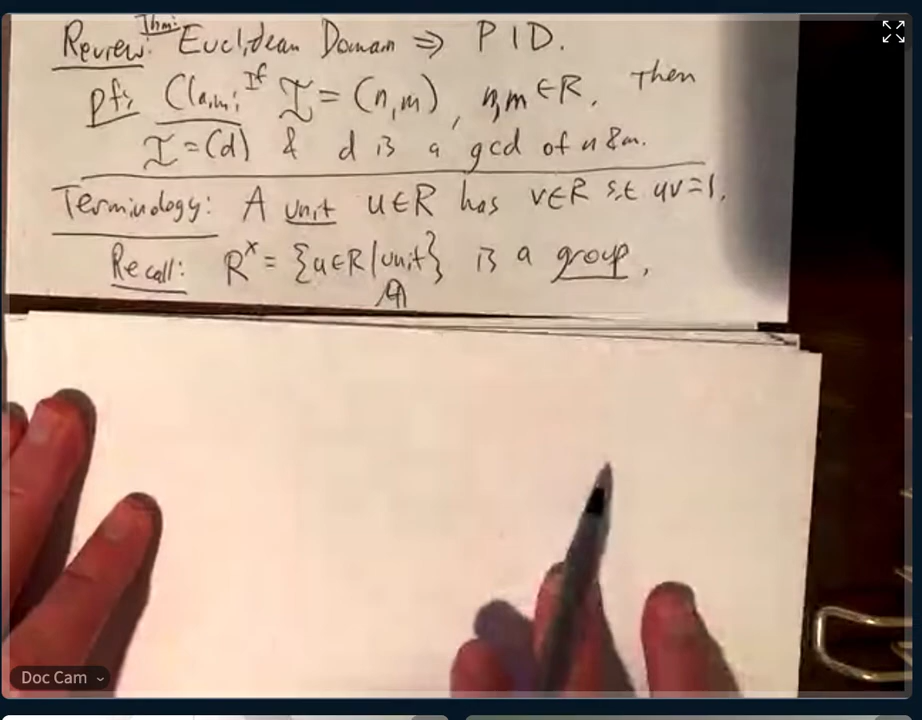 Review: Thm: Euclidean Domain ⇒ PID.
pf: Claim: If I = (n,m), n,m ∈ R, Then
I = (d) & d is a gcd of n & m.
Terminology: A unit u ∈ R has v ∈ R s.t uv = 1.
Recall: R^x = {u ∈ R | unit} is a group,
Doc Cam